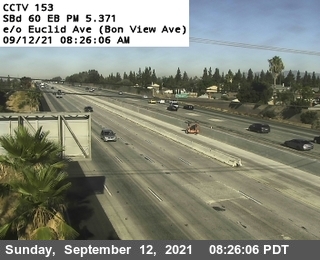 CCTV 153
SBd 60 EB PM 5.371
e/o Euclid Ave (Bon View Ave)
09/12/21 08:26:06 AM
Sunday, September 12, 2021 08:26:06 PDT